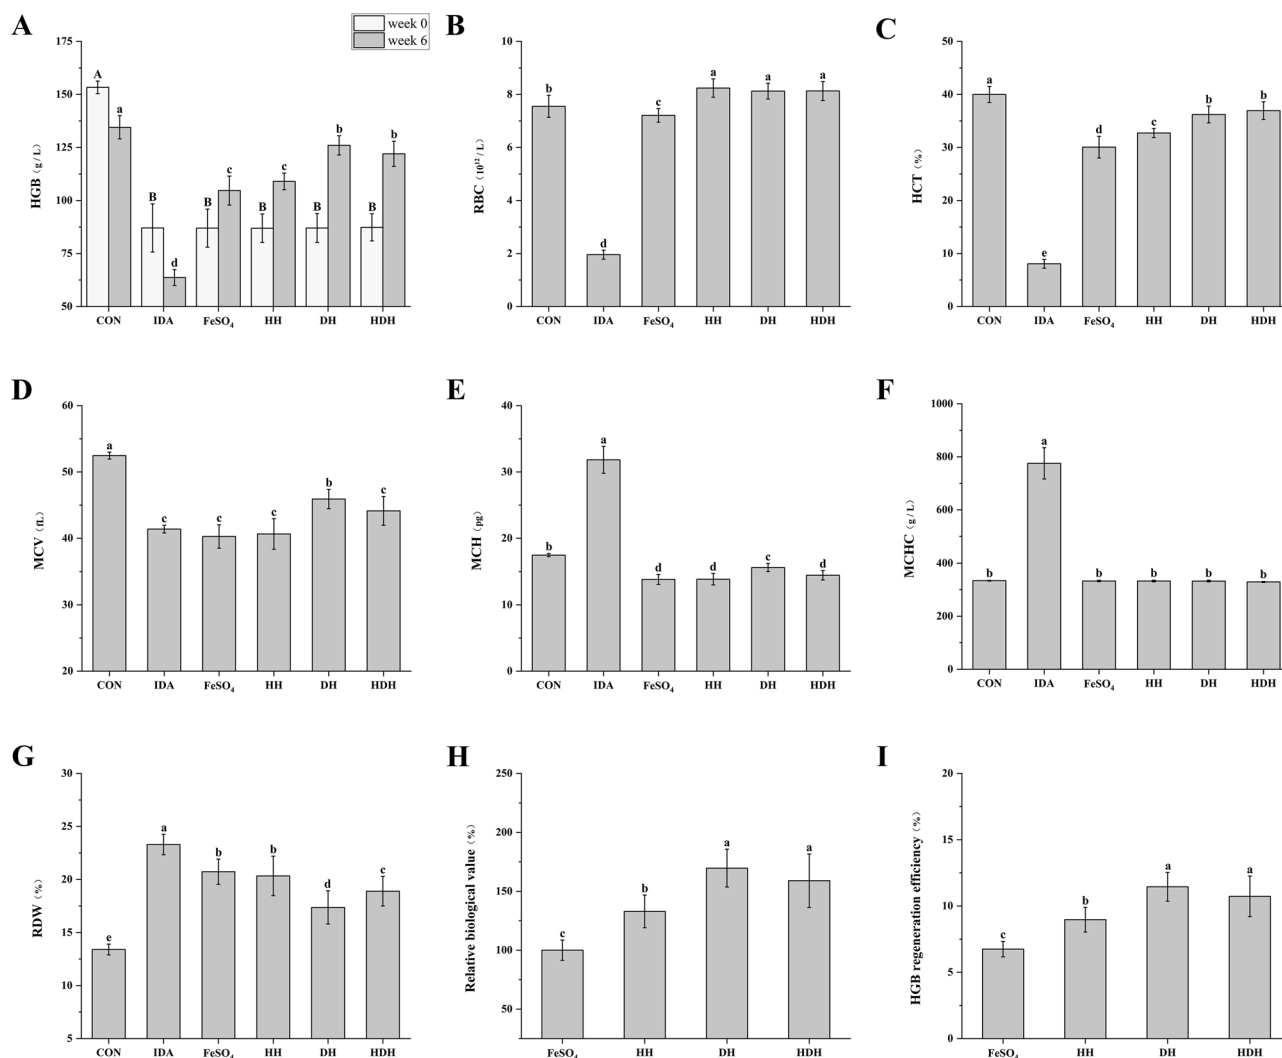 A
HGB (g / L)
175
150
125
100
75
50
week 0
week 6
A
a
B
d
B
c
B
c
B
b
B
b
CON IDA FeSO₄ HH DH HDH
B
RBC (10¹² / L)
10
8
6
4
2
0
b
d
c
a
a
a
CON IDA FeSO₄ HH DH HDH
C
HCT (%)
50
40
30
20
10
0
a
e
d
c
b
b
CON IDA FeSO₄ HH DH HDH
D
MCV (fL)
60
50
40
30
20
a
c
c
c
b
c
CON IDA FeSO₄ HH DH HDH
E
MCH (pg)
40
30
20
10
0
b
a
d
d
c
d
CON IDA FeSO₄ HH DH HDH
F
MCHC (g / L)
1000
800
600
400
200
0
b
a
b
b
b
b
CON IDA FeSO₄ HH DH HDH
G
RDW (%)
30
25
20
15
10
5
e
a
b
b
d
c
CON IDA FeSO₄ HH DH HDH
H
Relative biological value (%)
250
200
150
100
50
c
b
a
a
FeSO₄ HH DH HDH
I
HGB regeneration efficiency (%)
20
15
10
5
0
c
b
a
a
FeSO₄ HH DH HDH